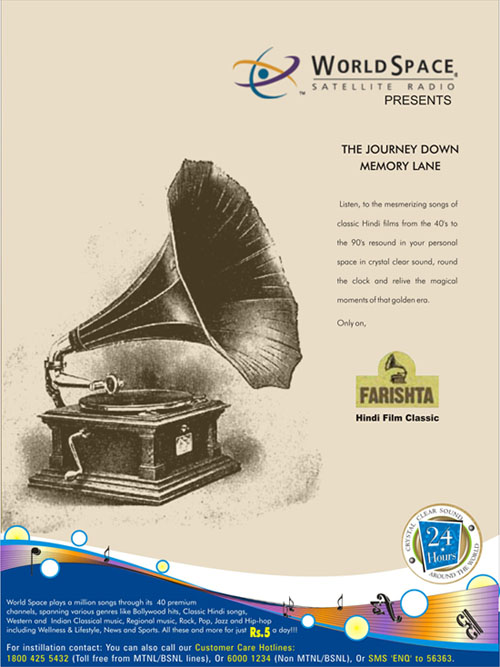 WORLDSPACE®
SATELLITE RADIO
™
PRESENTS
THE JOURNEY DOWN
MEMORY LANE
Listen, to the mesmerizing songs of
classic Hindi films from the 40's to
the 90's resound in your personal
space in crystal clear sound, round
the clock and relive the magical
moments of that golden era.
Only on,
FARISHTA
Hindi Film Classic
CRYSTAL CLEAR SOUND
24
Hours
AROUND THE WORLD
World Space plays a million songs through its 40 premium
channels, spanning various genres like Bollywood hits, Classic Hindi songs,
Western and Indian Classical music, Regional music, Rock, Pop, Jazz and Hip-hop
including Wellness & Lifestyle, News and Sports. All these and more for just Rs.5 a day!!!
For instillation contact: You can also call our Customer Care Hotlines:
1800 425 5432 (Toll free from MTNL/BSNL lines), Or 6000 1234 (Non MTNL/BSNL), Or SMS 'ENQ' to 56363.